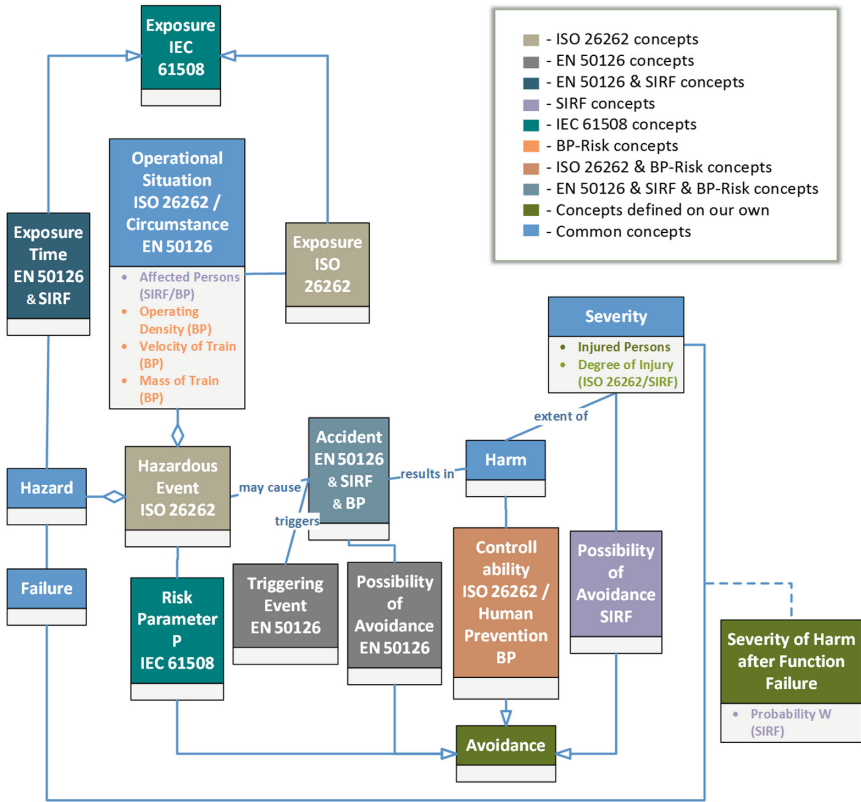 Exposure
IEC
61508
- ISO 26262 concepts
- EN 50126 concepts
- EN 50126 & SIRF concepts
- SIRF concepts
- IEC 61508 concepts
- BP-Risk concepts
- ISO 26262 & BP-Risk concepts
- EN 50126 & SIRF & BP-Risk concepts
- Concepts defined on our own
- Common concepts
Operational
Situation
ISO 26262 /
Circumstance
EN 50126
• Affected Persons
(SIRF/BP)
• Operating
Density (BP)
• Velocity of Train
(BP)
• Mass of Train
(BP)
Exposure
Time
EN 50126
& SIRF
Exposure
ISO
26262
Severity
• Injured Persons
• Degree of Injury
(ISO 26262/SIRF)
extent of
Hazard
Hazardous
Event
ISO 26262
may cause
Accident
EN 50126
& SIRF
& BP
results in
Harm
triggers
Failure
Risk
Parameter
P
IEC 61508
Triggering
Event
EN 50126
Possibility
of
Avoidance
EN 50126
Controll
ability
ISO 26262 /
Human
Prevention
BP
Possibility
of
Avoidance
SIRF
Severity of Harm
after Function
Failure
• Probability W
(SIRF)
Avoidance